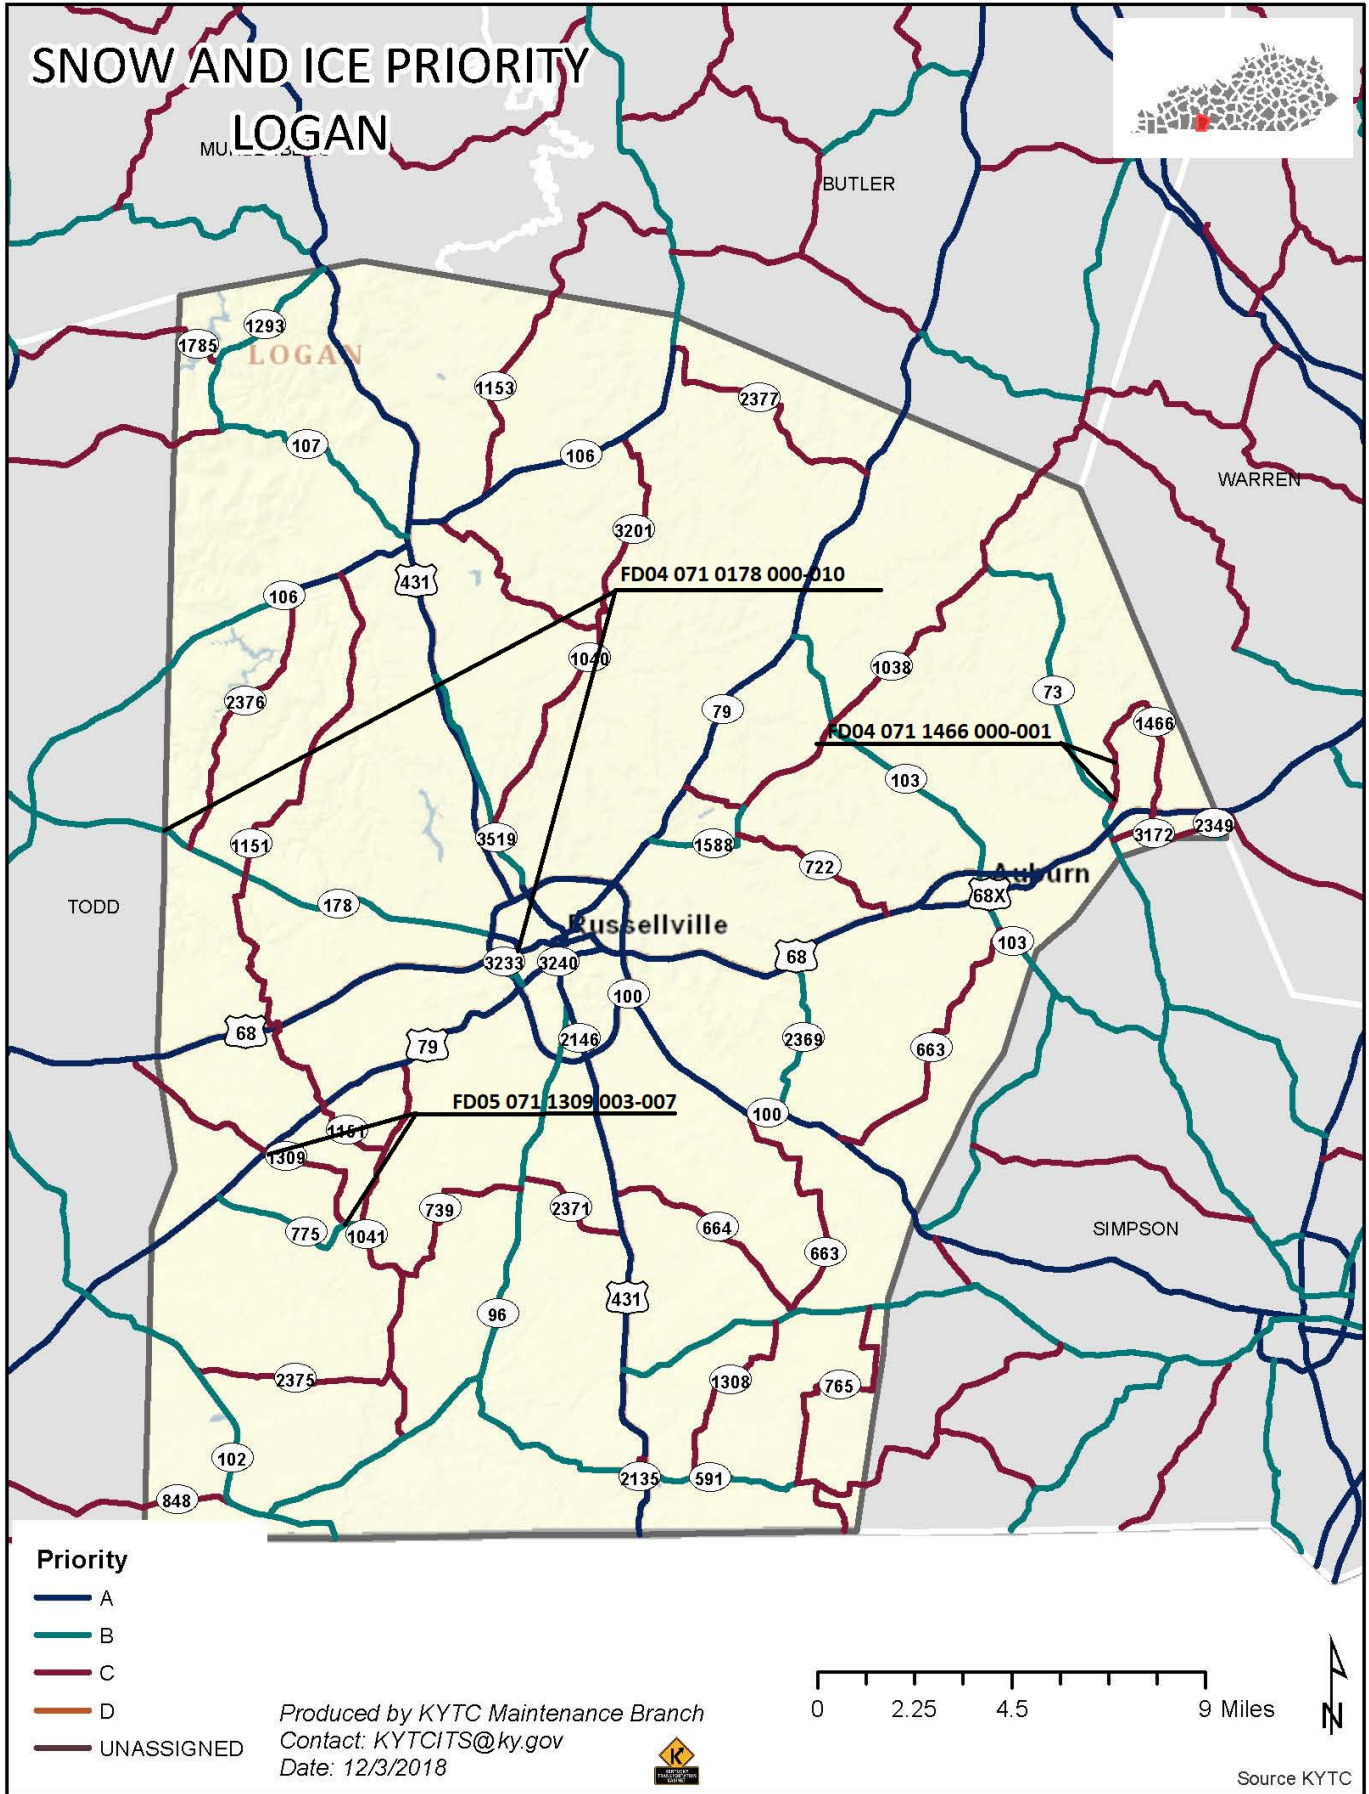 SNOW AND ICE PRIORITY
LOGAN
BUTLER
1293
1785
LOGAN
1153
2377
107
106
WARREN
3201
431
FD04 071 0178 000-010
106
1040
1038
2376
73
79
1466
FD04 071 1466 000-001
103
3519
2349
3172
1151
1588
722
Auburn
68X
178
TODD
Russellville
103
3233
3240
68
100
68
79
2146
2369
663
FD05 071 1309 003-007
100
1151
1309
739
2371
664
SIMPSON
775
1041
663
431
96
2375
1308
765
102
2135
591
848
Priority
A
B
C
D
UNASSIGNED
0 2.25 4.5 9 Miles
N
Produced by KYTC Maintenance Branch
Contact: KYTCITS@ky.gov
Date: 12/3/2018
Source KYTC